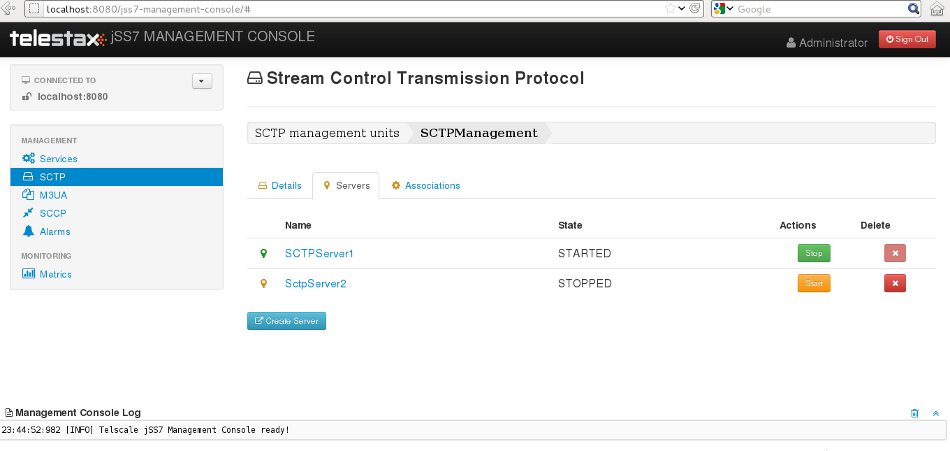 localhost:8080/jss7-management-console/#
Google
telestax jSS7 MANAGEMENT CONSOLE
Administrator
Sign Out
CONNECTED TO
localhost:8080
MANAGEMENT
Services
SCTP
M3UA
SCCP
Alarms
MONITORING
Metrics
Stream Control Transmission Protocol
SCTP management units SCTPManagement
Details Servers Associations
Name State Actions Delete
SCTPServer1 STARTED Stop
SctpServer2 STOPPED Start
Create Server
Management Console Log
23:44:52:982 [INFO] Telscale jSS7 Management Console ready!